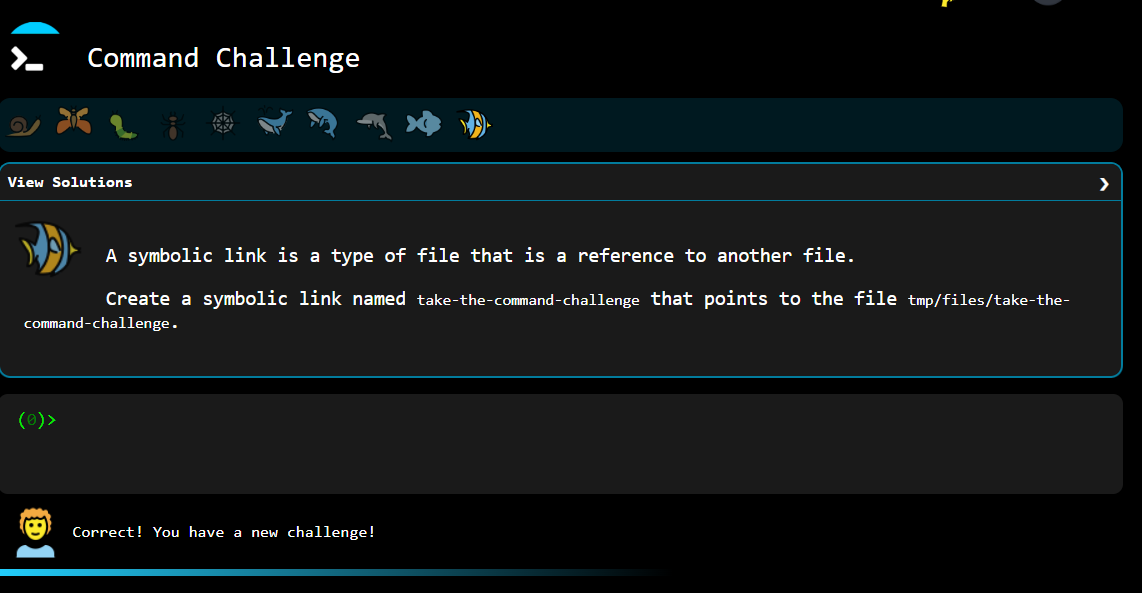 Command Challenge
View Solutions
A symbolic link is a type of file that is a reference to another file.
Create a symbolic link named take-the-command-challenge that points to the file tmp/files/take-the-
command-challenge.
(0)>
Correct! You have a new challenge!